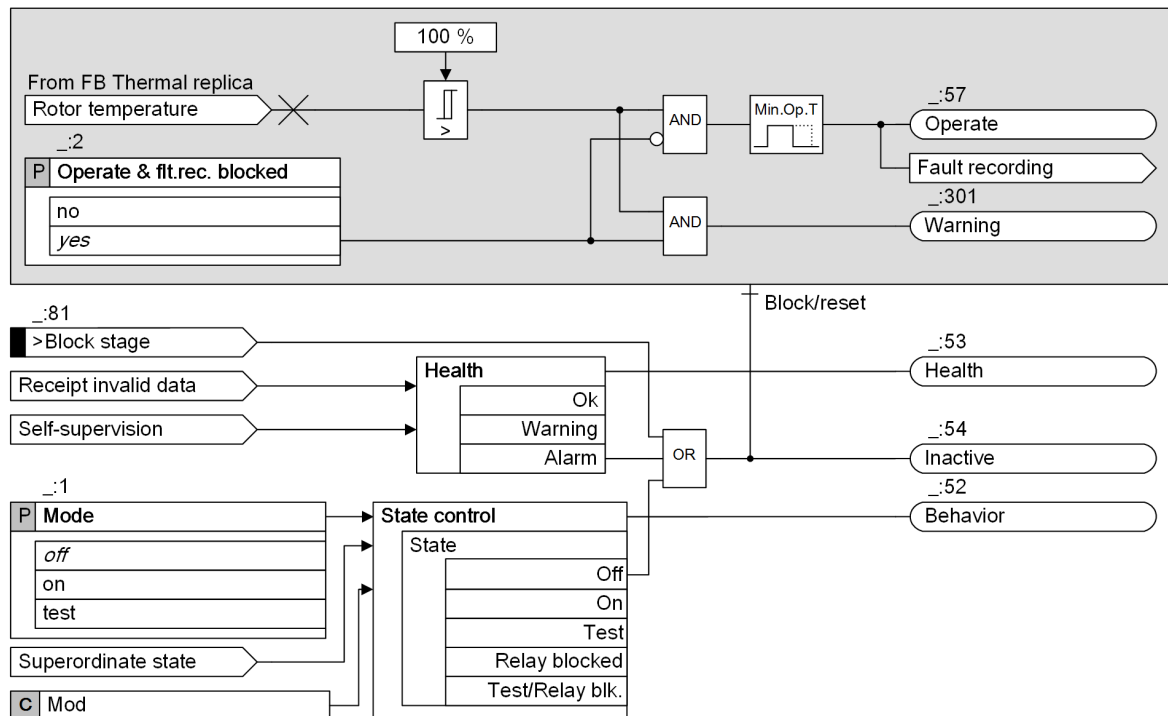 100 %
From FB Thermal replica
Rotor temperature
>
_:2
P Operate & flt.rec. blocked
no
yes
AND
Min.Op.T
_:57
Operate
Fault recording
AND
_:301
Warning
Block/reset
_:81
>Block stage
Receipt invalid data
Self-supervision
Health
Ok
Warning
Alarm
OR
_:53
Health
_:54
Inactive
_:52
Behavior
_:1
P Mode
off
on
test
Superordinate state
C Mod
State control
State
Off
On
Test
Relay blocked
Test/Relay blk.